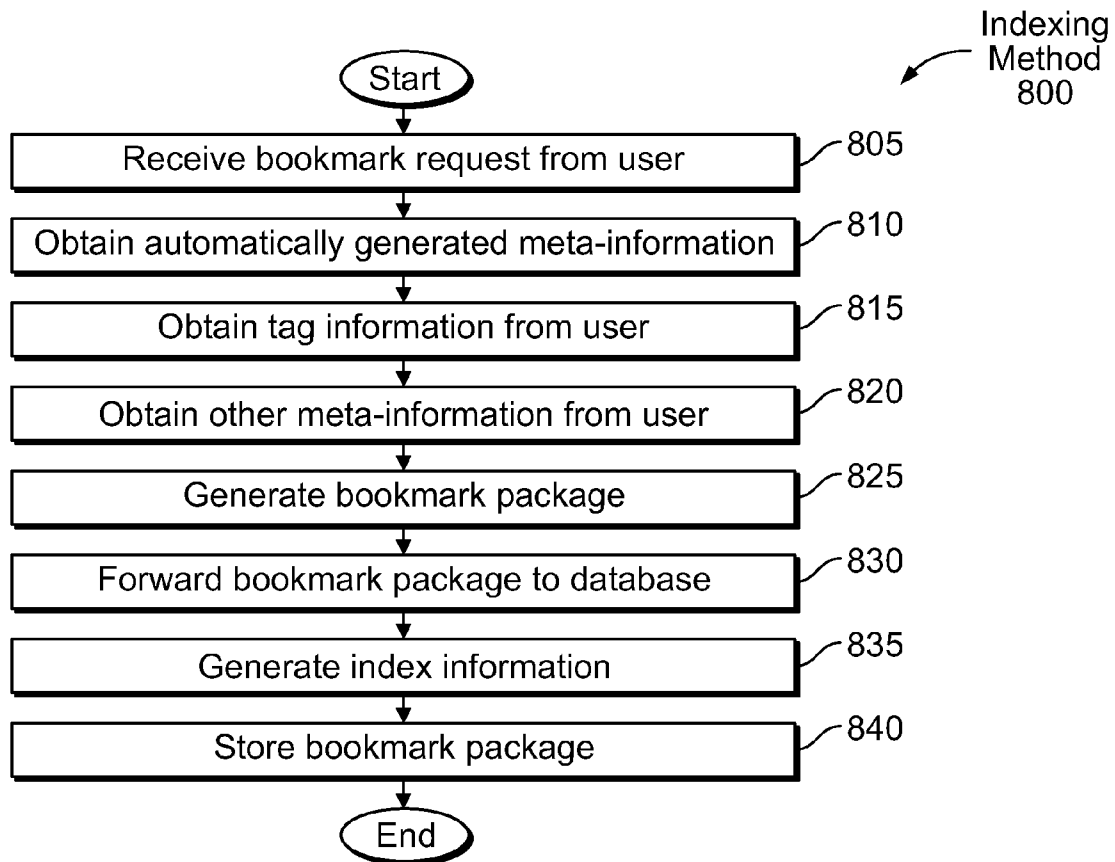 Indexing
Method
800
Start
Receive bookmark request from user
805
Obtain automatically generated meta-information
810
Obtain tag information from user
815
Obtain other meta-information from user
820
Generate bookmark package
825
Forward bookmark package to database
830
Generate index information
835
Store bookmark package
840
End